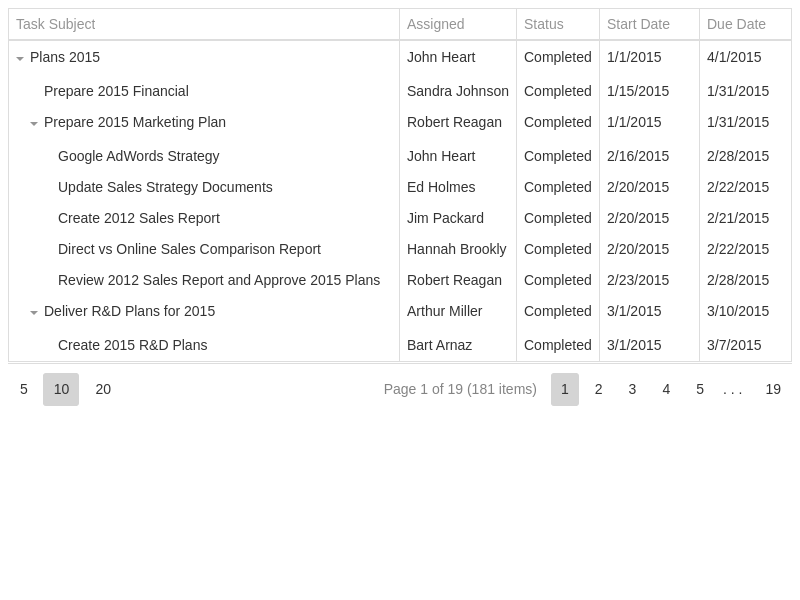 Task Subject Assigned Status Start Date Due Date
Plans 2015 John Heart Completed 1/1/2015 4/1/2015
Prepare 2015 Financial Sandra Johnson Completed 1/15/2015 1/31/2015
Prepare 2015 Marketing Plan Robert Reagan Completed 1/1/2015 1/31/2015
Google AdWords Strategy John Heart Completed 2/16/2015 2/28/2015
Update Sales Strategy Documents Ed Holmes Completed 2/20/2015 2/22/2015
Create 2012 Sales Report Jim Packard Completed 2/20/2015 2/21/2015
Direct vs Online Sales Comparison Report Hannah Brookly Completed 2/20/2015 2/22/2015
Review 2012 Sales Report and Approve 2015 Plans Robert Reagan Completed 2/23/2015 2/28/2015
Deliver R&D Plans for 2015 Arthur Miller Completed 3/1/2015 3/10/2015
Create 2015 R&D Plans Bart Arnaz Completed 3/1/2015 3/7/2015
5 10 20 Page 1 of 19 (181 items) 1 2 3 4 5 . . . 19